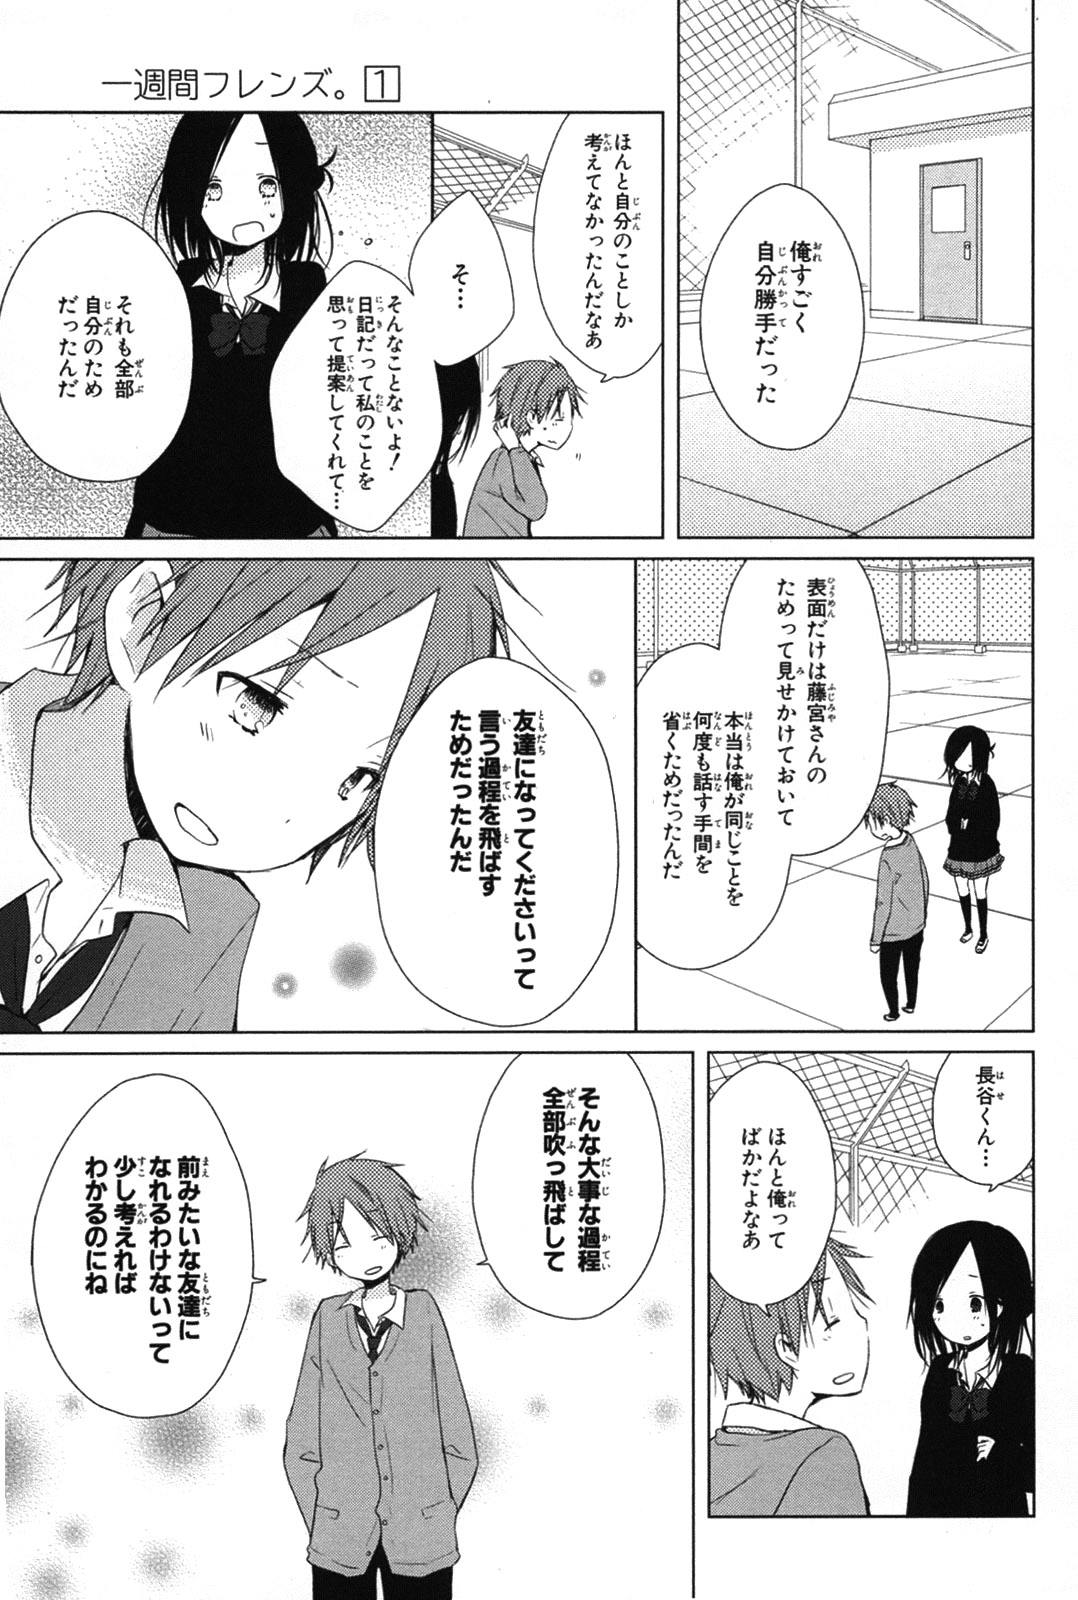 一週間フレンズ。 1
俺すごく
自分勝手だった
ほんと自分のことしか
考えてなかったんだなあ
そ…
そんなことないよ!
日記だって私のことを
思って提案してくれて…
それも全部
自分のため
だったんだ
表面だけは藤宮さんの
ためって見せかけておいて
本当は俺が同じことを
何度も話す手間を
省くためだったんだ
友達になってくださいって
言う過程を飛ばす
ためだったんだ
長谷くん…
ほんと俺って
ばかだよなあ
そんな大事な過程
全部吹っ飛ばして
前みたいな友達に
なれるわけないって
少し考えれば
わかるのにね